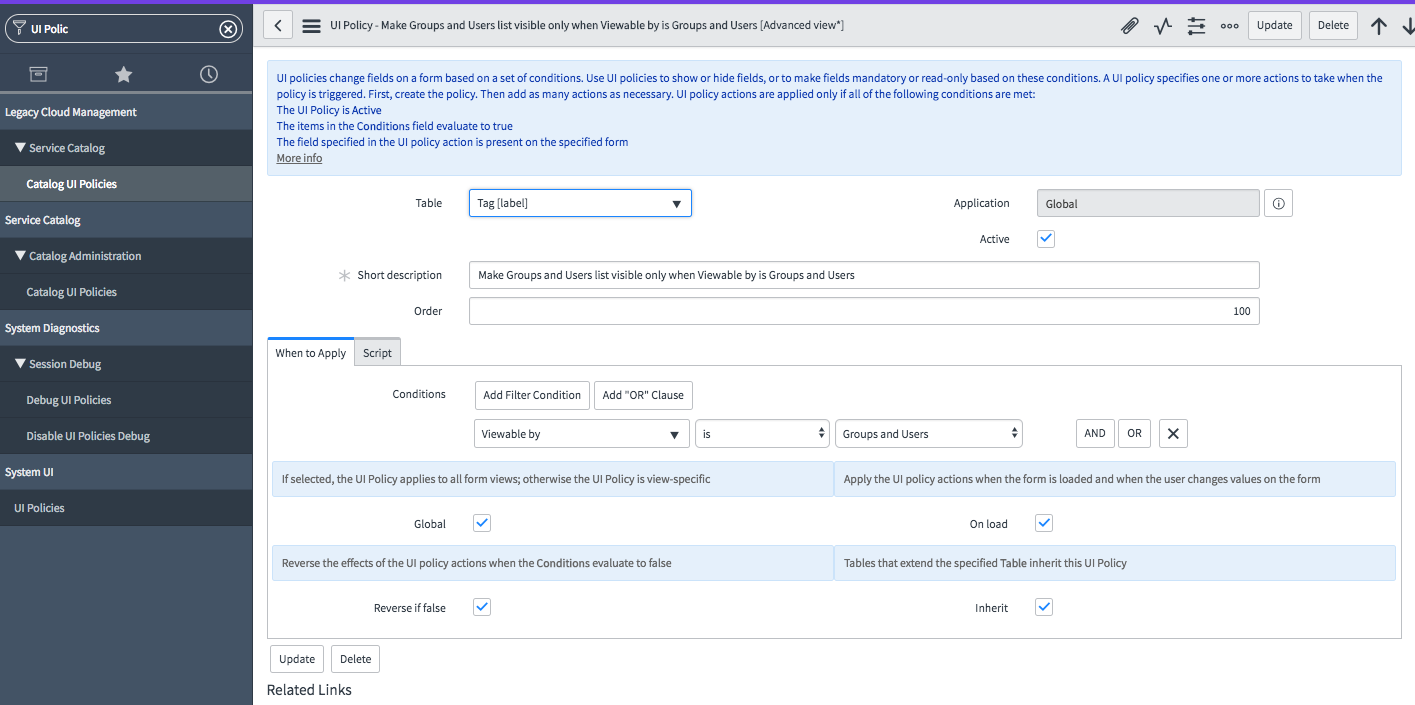 UI Polic
UI Policy - Make Groups and Users list visible only when Viewable by is Groups and Users [Advanced view*]
Update
Delete
Legacy Cloud Management
Service Catalog
Catalog UI Policies
Service Catalog
Catalog Administration
Catalog UI Policies
System Diagnostics
Session Debug
Debug UI Policies
Disable UI Policies Debug
System UI
UI Policies
UI policies change fields on a form based on a set of conditions. Use UI policies to show or hide fields, or to make fields mandatory or read-only based on these conditions. A UI policy specifies one or more actions to take when the
policy is triggered. First, create the policy. Then add as many actions as necessary. UI policy actions are applied only if all of the following conditions are met:
The UI Policy is Active
The items in the Conditions field evaluate to true
The field specified in the UI policy action is present on the specified form
More info
Table
Tag [label]
Application
Global
Active
Short description
Make Groups and Users list visible only when Viewable by is Groups and Users
Order
100
When to Apply
Script
Conditions
Add Filter Condition
Add "OR" Clause
Viewable by
is
Groups and Users
AND
OR
If selected, the UI Policy applies to all form views; otherwise the UI Policy is view-specific
Apply the UI policy actions when the form is loaded and when the user changes values on the form
Global
On load
Reverse the effects of the UI policy actions when the Conditions evaluate to false
Tables that extend the specified Table inherit this UI Policy
Reverse if false
Inherit
Update
Delete
Related Links